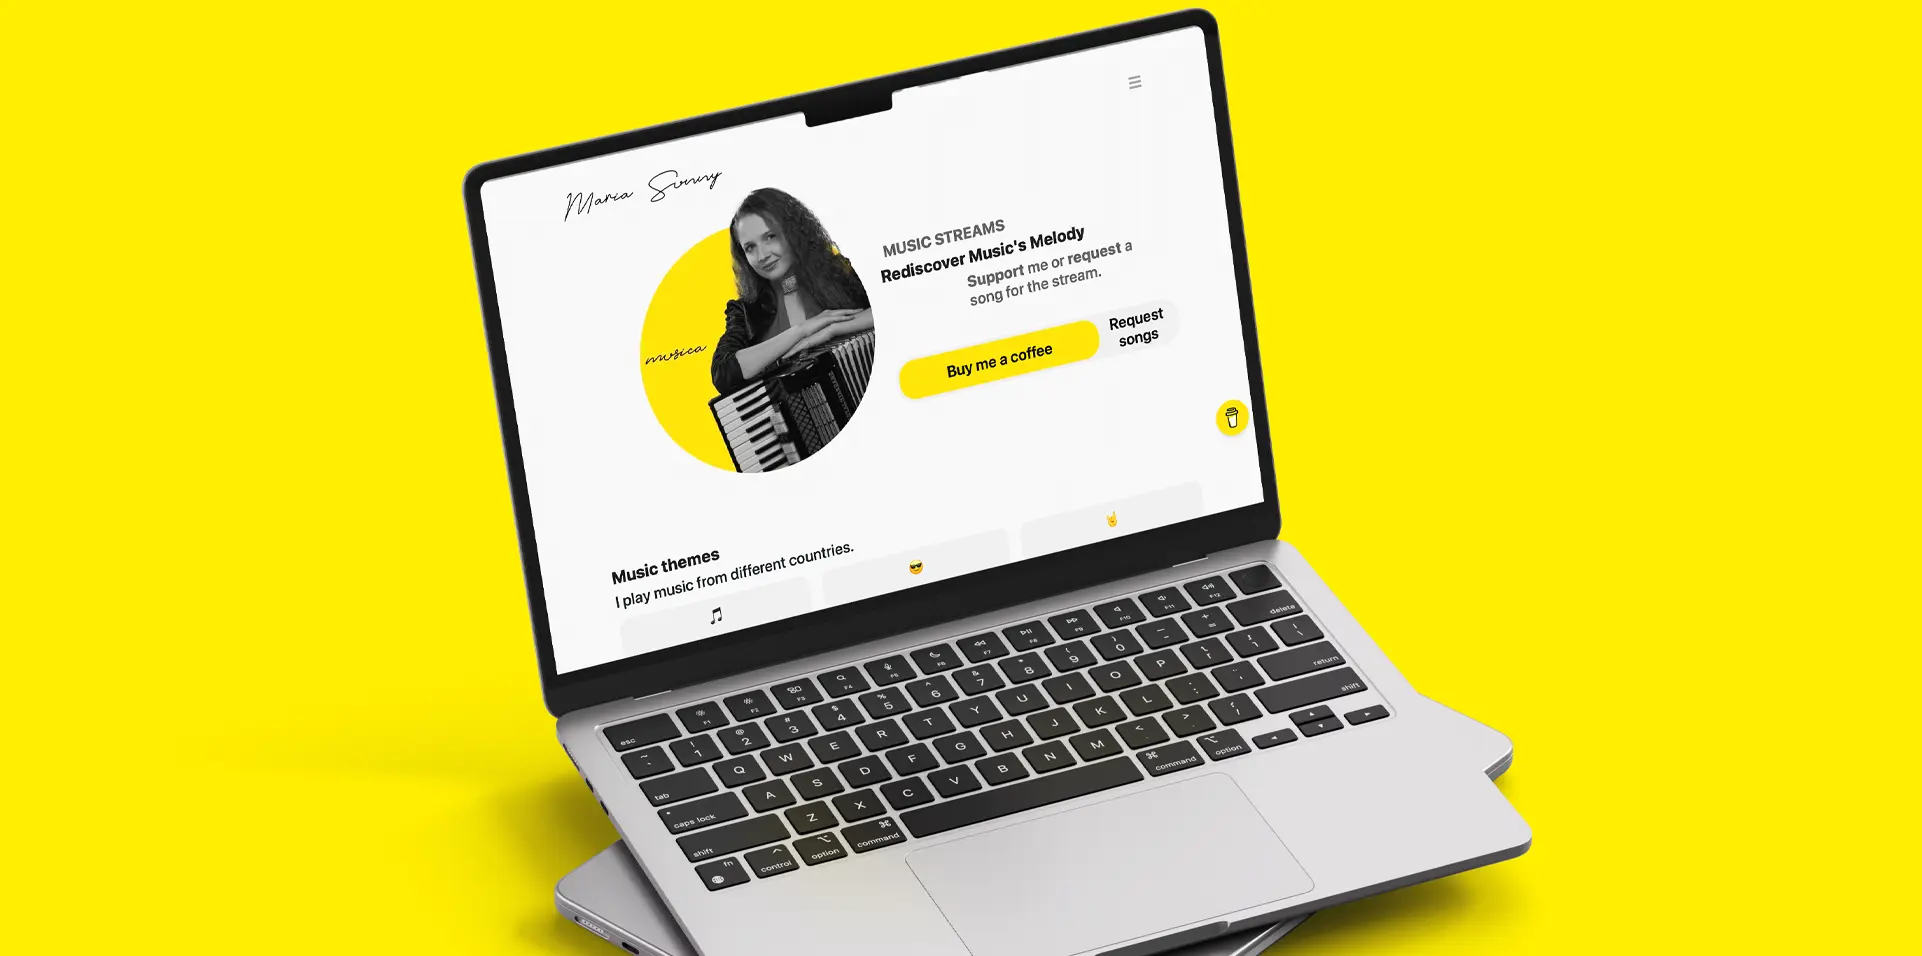 Maria Sunny
musica
MUSIC STREAMS
Rediscover Music's Melody
Support me or request a
song for the stream.
Buy me a coffee
Request
songs
Music themes
I play music from different countries.
esc F1 F2 F3 F4 F5 F6 F7 F8 F9 F10 F11 F12
~ ` ! 1 @ 2 # 3 $ 4 % 5 ^ 6 & 7 * 8 ( 9 ) 0 _ - + = delete
tab Q W E R T Y U I O P { [ } ] | \
caps lock A S D F G H J K L : ; " ' return
shift Z X C V B N M < , > . ? / shift
fn control option command command option